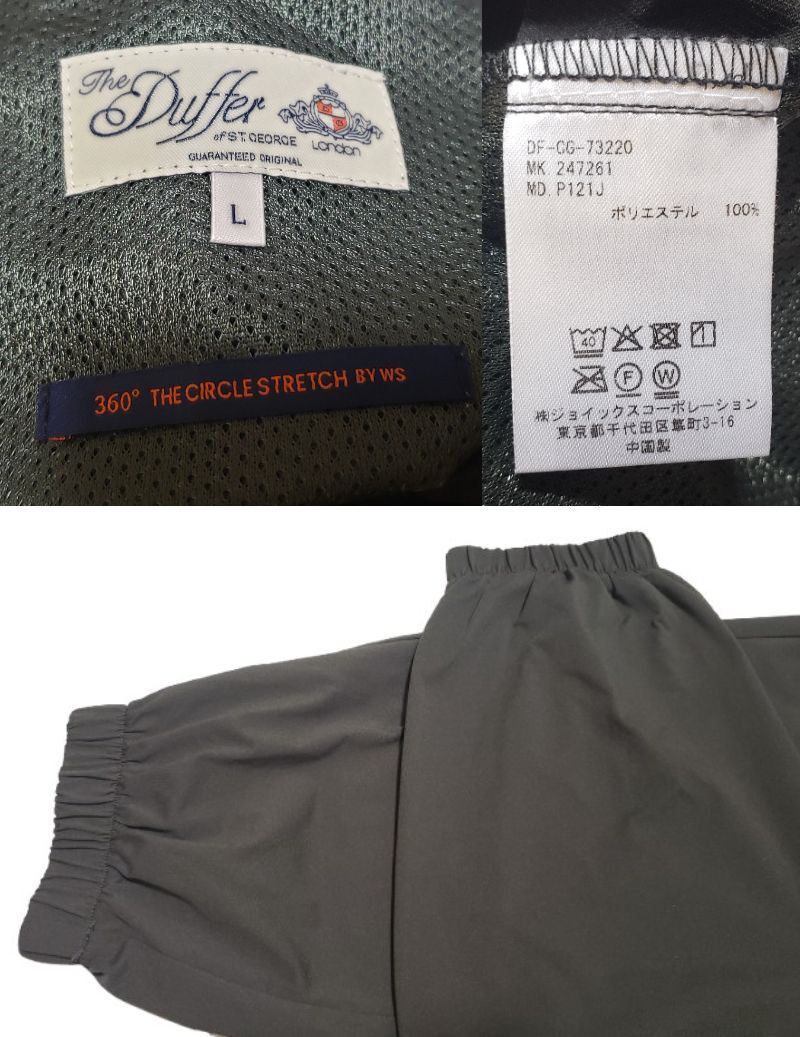 The Duffer
of ST. GEORGE
London
GUARANTEED ORIGINAL
L
360° THE CIRCLE STRETCH BY WS
DF-CG-73220
MK. 247261
MD. P121J
ポリエステル 100%
40
F
W
㈱ジョイックスコーポレーション
東京都千代田区麹町3-16
中国製